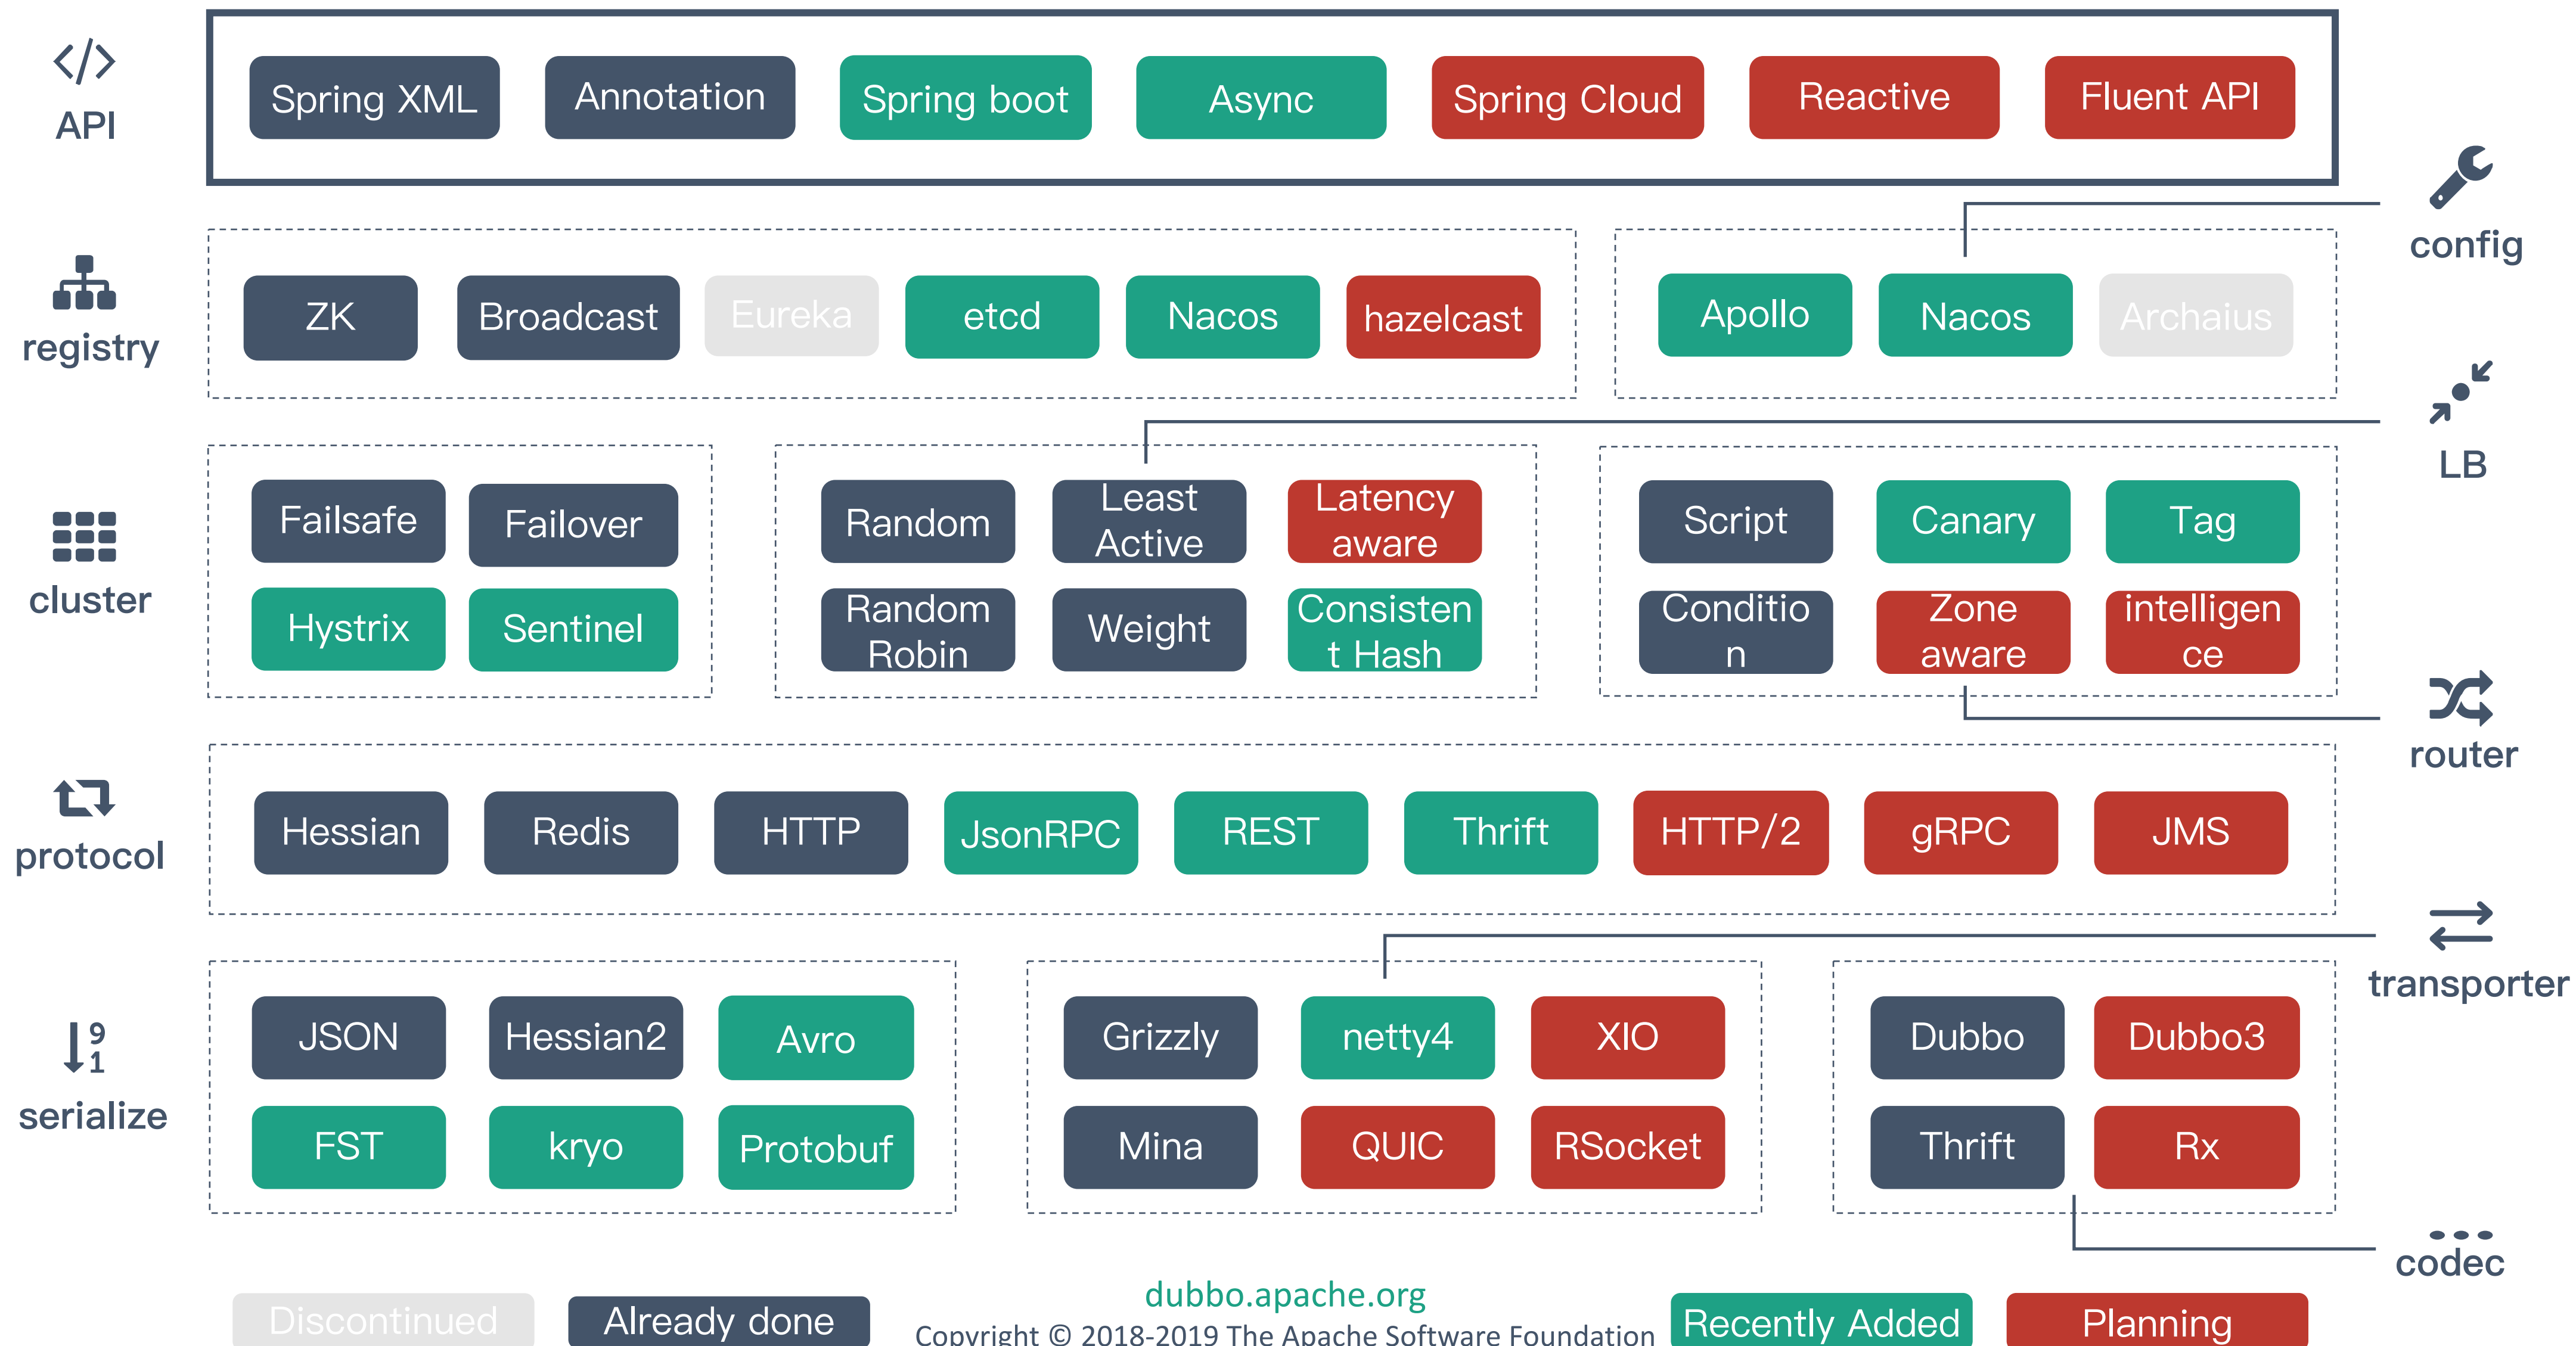 API
Spring XML
Annotation
Spring boot
Async
Spring Cloud
Reactive
Fluent API
config
registry
ZK
Broadcast
Eureka
etcd
Nacos
hazelcast
Apollo
Nacos
Archaius
LB
cluster
Failsafe
Failover
Hystrix
Sentinel
Random
Least
Active
Latency
aware
Random
Robin
Weight
Consisten
t Hash
Script
Canary
Tag
Conditio
n
Zone
aware
intelligen
ce
router
protocol
Hessian
Redis
HTTP
JsonRPC
REST
Thrift
HTTP/2
gRPC
JMS
transporter
9
1
serialize
JSON
Hessian2
Avro
FST
kryo
Protobuf
Grizzly
netty4
XIO
Mina
QUIC
RSocket
Dubbo
Dubbo3
Thrift
Rx
codec
Discontinued
Already done
dubbo.apache.org
Copyright © 2018-2019 The Apache Software Foundation
Recently Added
Planning